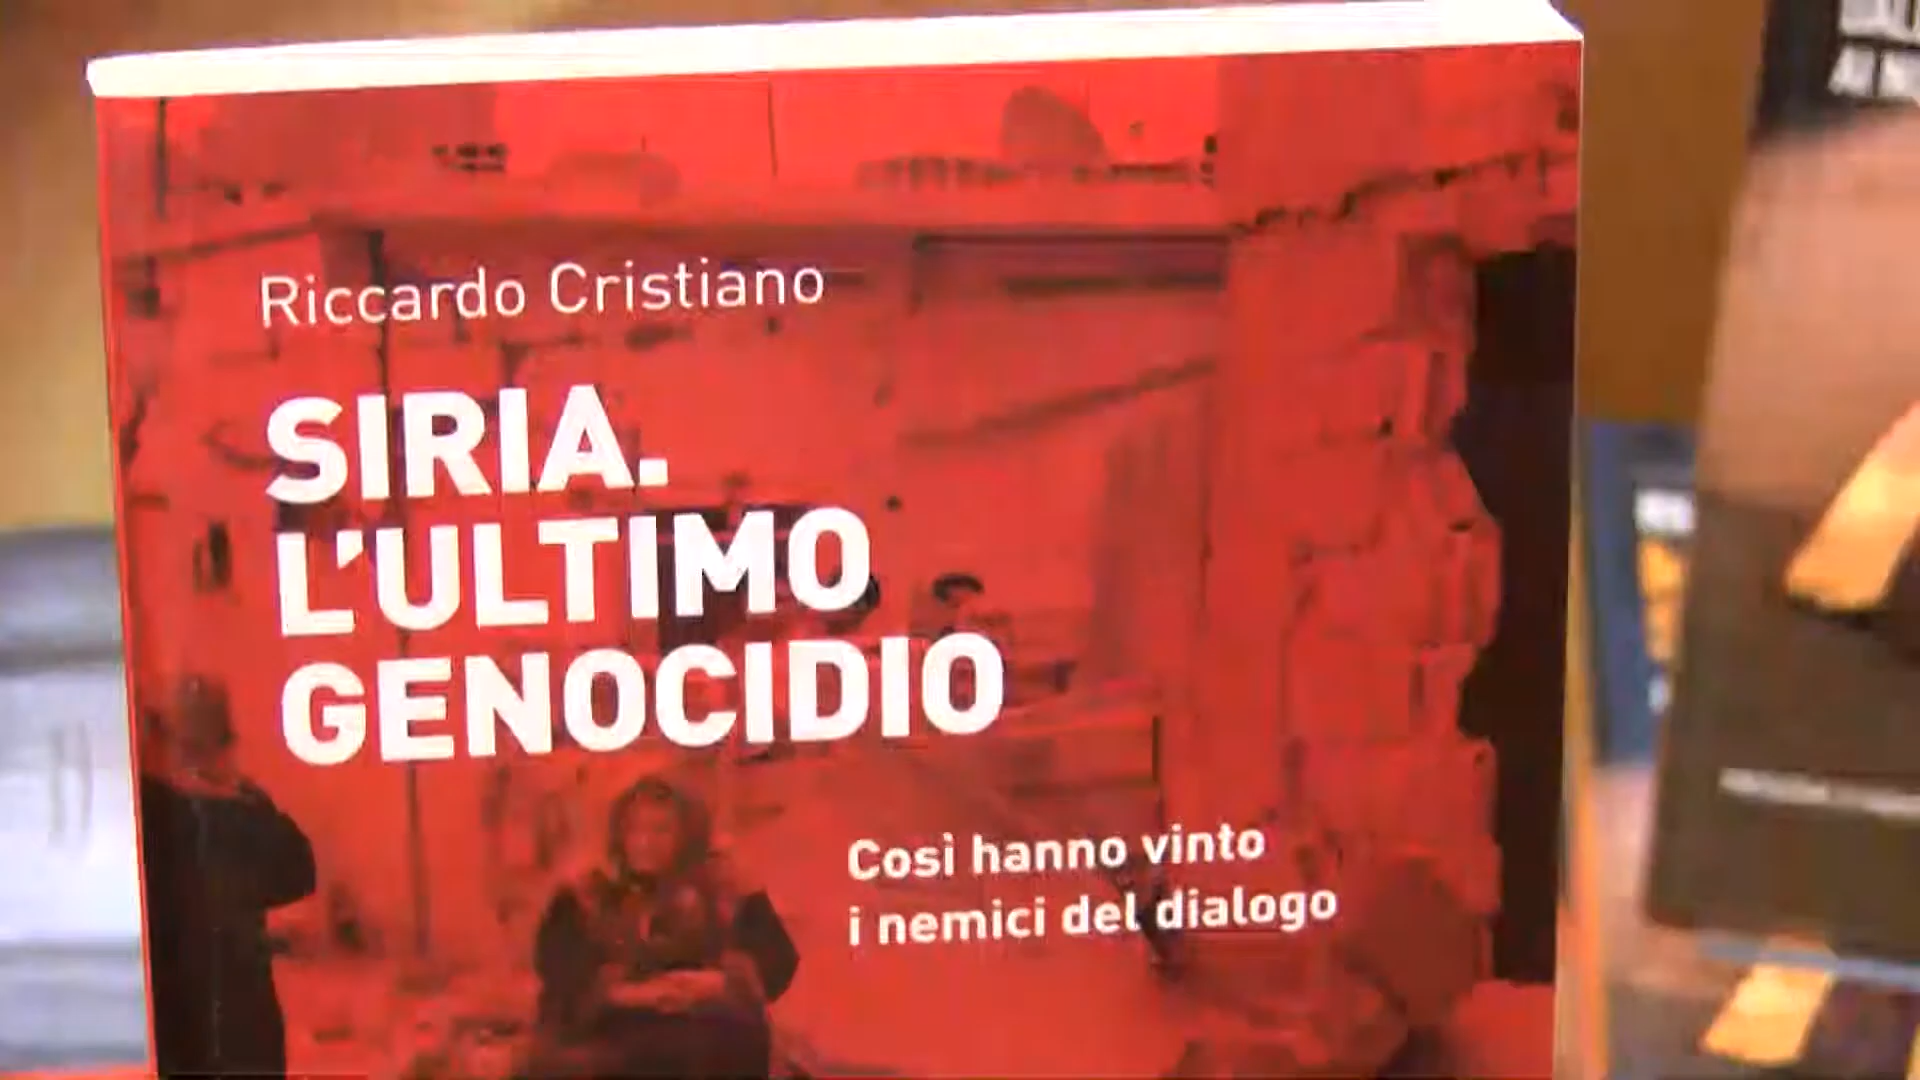 Riccardo Cristiano
SIRIA.
L'ULTIMO
GENOCIDIO
Così hanno vinto
i nemici del dialogo